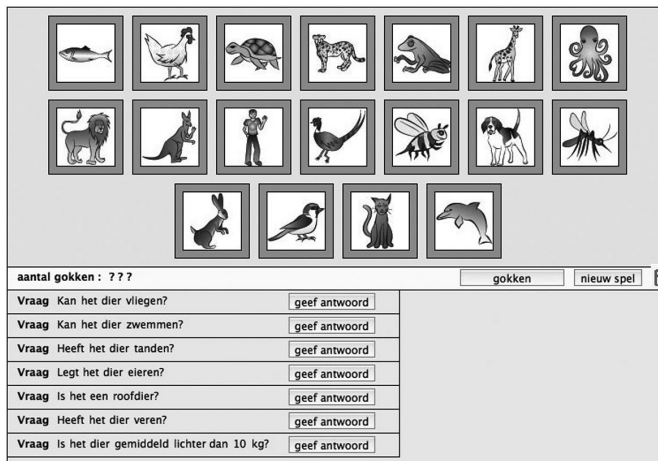 aantal gokken : ? ? ?
gokken
nieuw spel
Vraag Kan het dier vliegen? geef antwoord
Vraag Kan het dier zwemmen? geef antwoord
Vraag Heeft het dier tanden? geef antwoord
Vraag Legt het dier eieren? geef antwoord
Vraag Is het een roofdier? geef antwoord
Vraag Heeft het dier veren? geef antwoord
Vraag Is het dier gemiddeld lichter dan 10 kg? geef antwoord